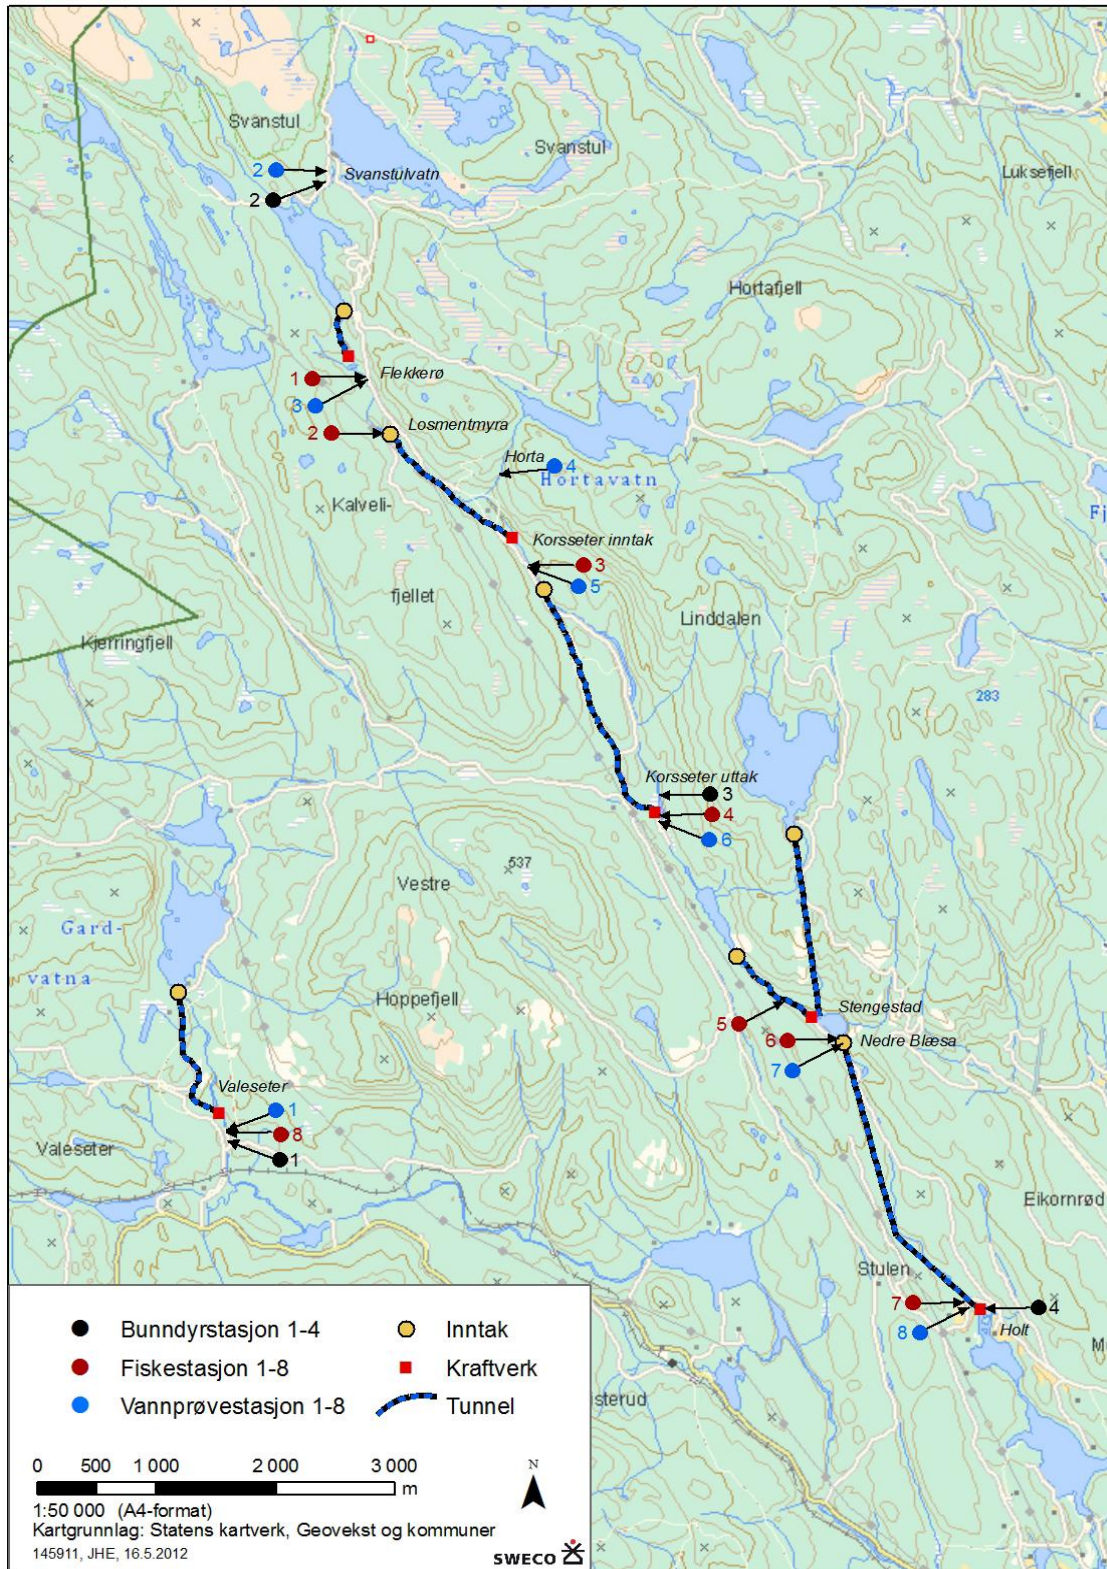 Svanstul
Svanstul
2
Svanstulvatn
2
Luksefjell
Hortafjell
1
Flekkerø
3
2
Losmentmyra
Horta
4
Hortavatn
Kalveli-
Korsseter inntak
3
5
fjellet
Linddalen
Kjerringfjell
283
Korsseter uttak
3
4
6
537
Vestre
Gard-
vatna
Hoppefjell
Stengestad
5
6
Nedre Blæsa
7
Valeseter
1
8
Valeseter
1
Eikornrød
Stulen
7
4
8
Holt
isterud
Bunndyrstasjon 1-4
Inntak
Fiskestasjon 1-8
Kraftverk
Vannprøvestasjon 1-8
Tunnel
0 500 1 000 2 000 3 000
m
N
1:50 000 (A4-format)
Kartgrunnlag: Statens kartverk, Geovekst og kommuner
145911, JHE, 16.5.2012
SWECO